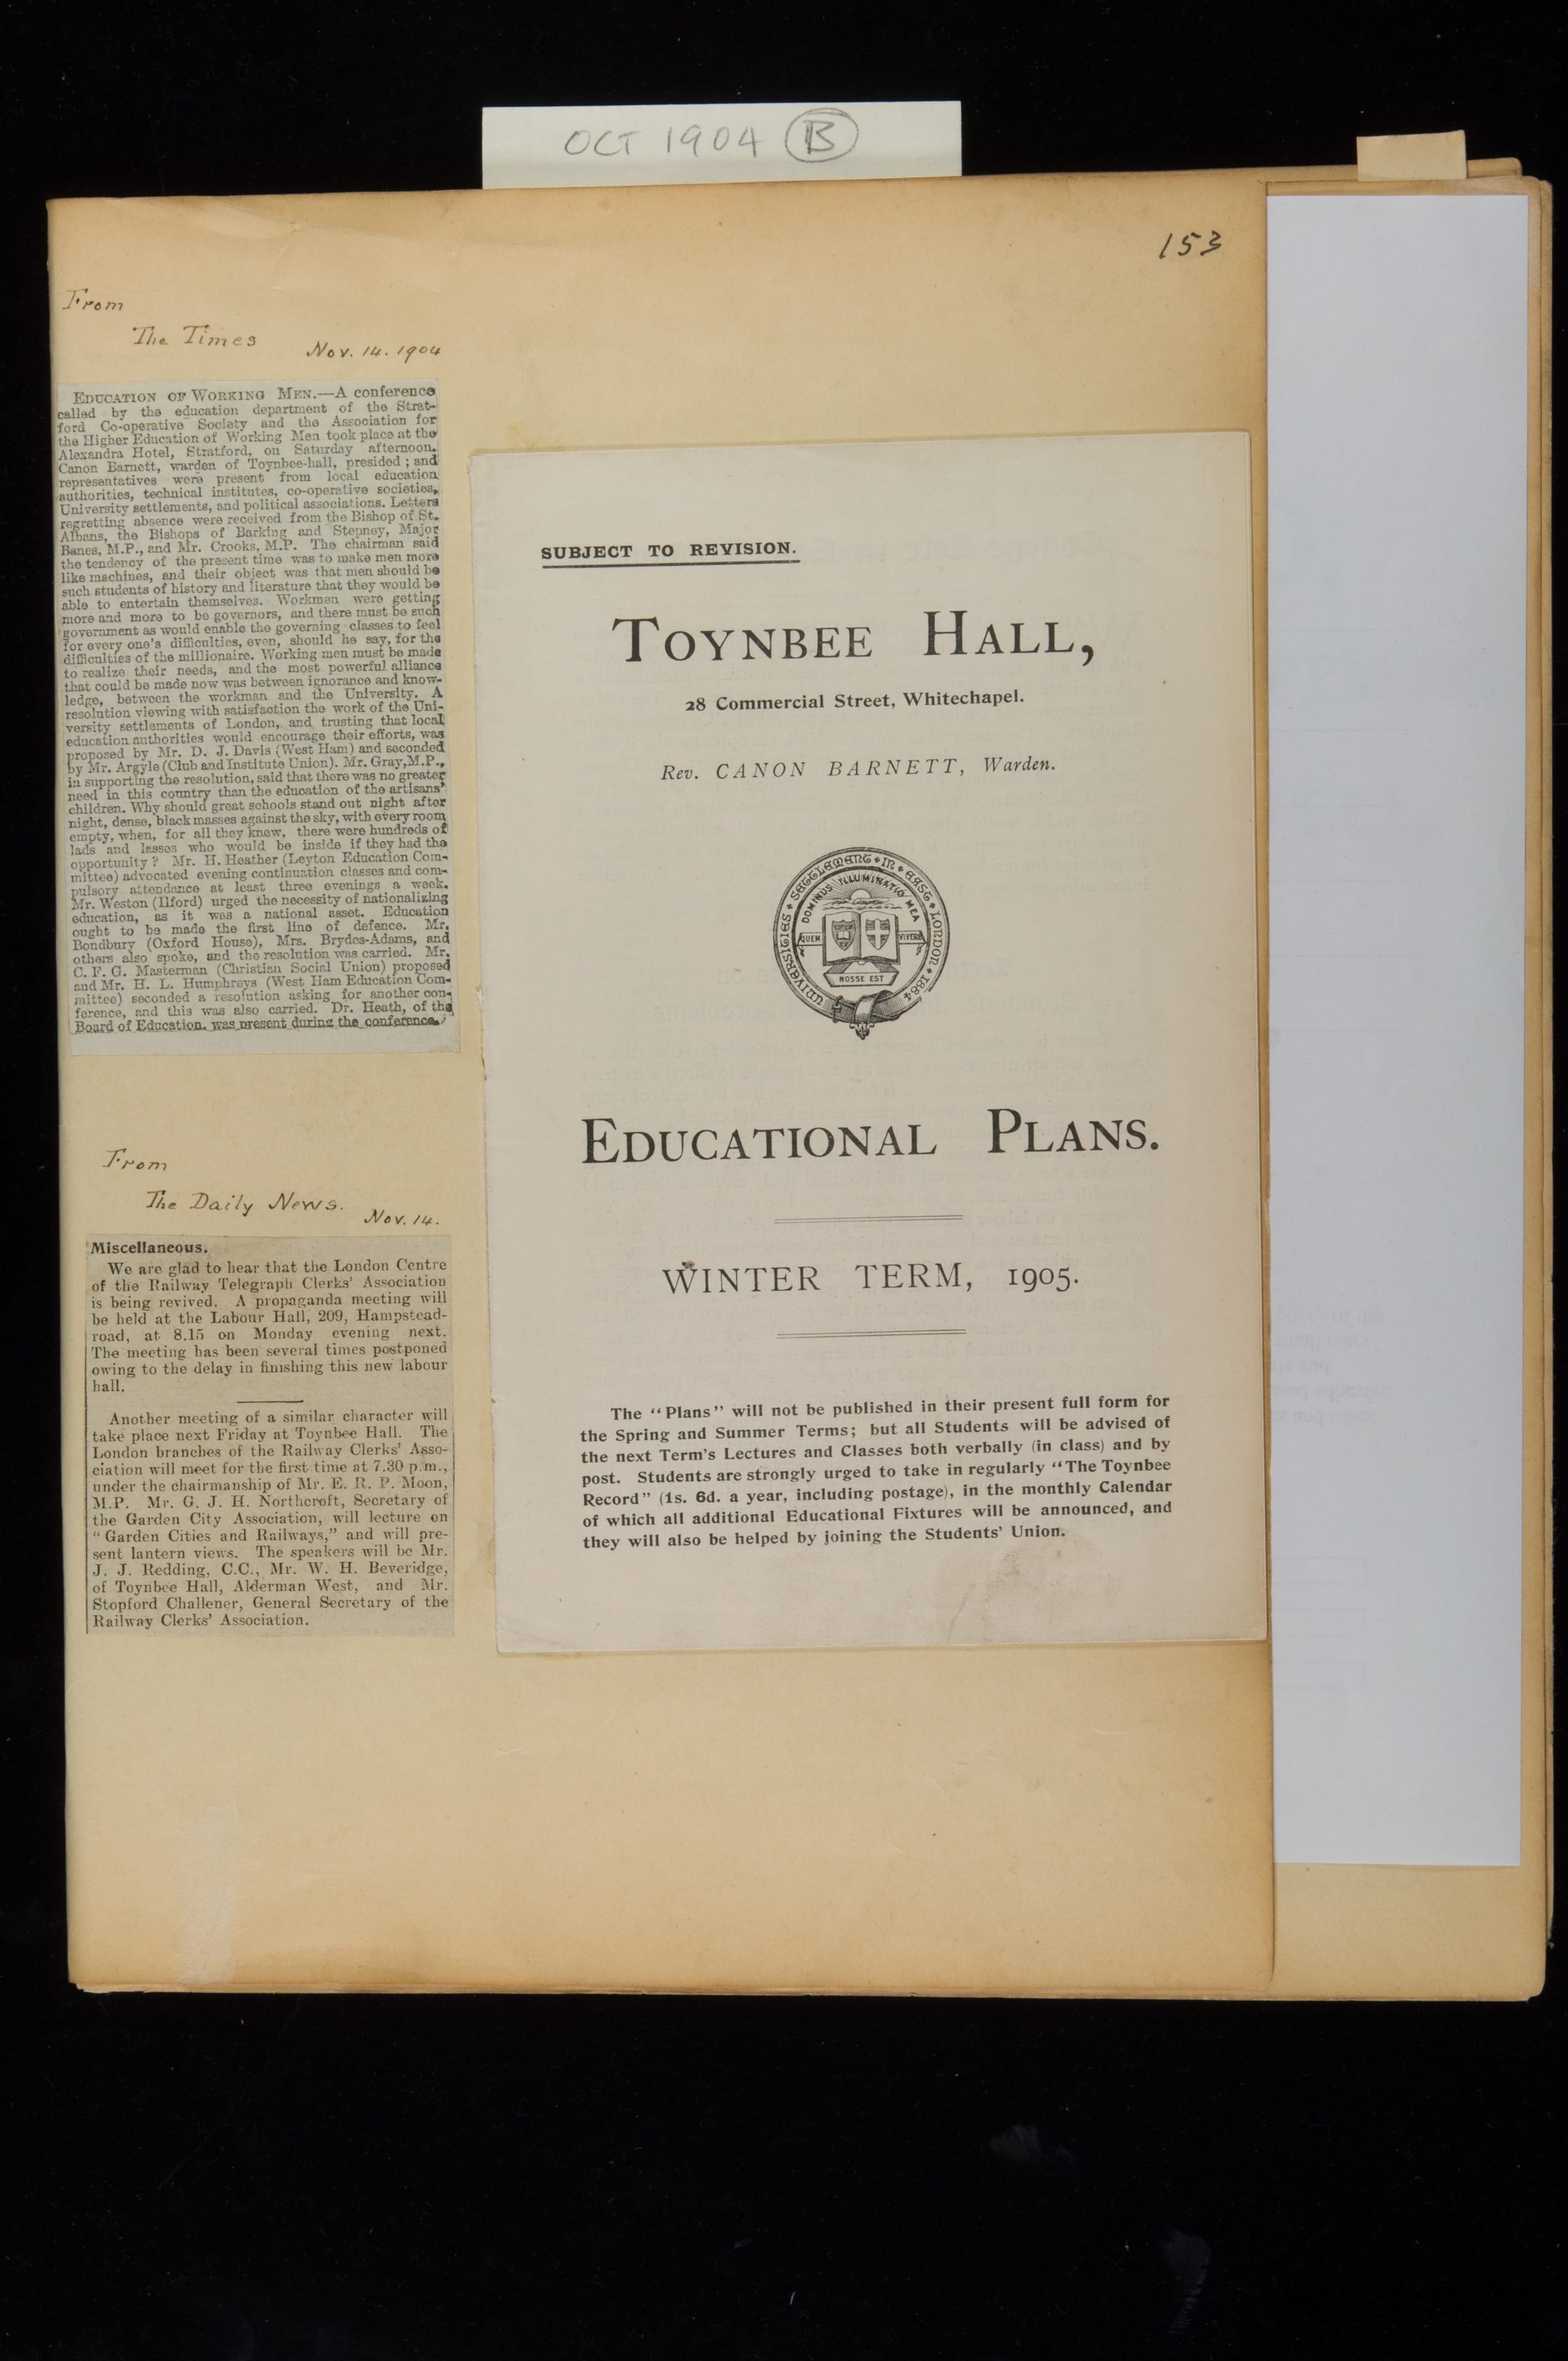 OCT 1904 B
153
From
The Times
Nov. 14. 1904
EDUCATION OF WORKING MEN.—A conference
called by the education department of the Strat-
ford Co-operative Society and the Association for
the Higher Education of Working Men took place at the
Alexandra Hotel, Stratford, on Saturday afternoon.
Canon Barnett, warden of Toynbee-hall, presided; and
representatives were present from local education
authorities, technical institutes, co-operative societies,
University settlements, and political associations. Letters
regretting absence were received from the Bishop of St.
Albans, the Bishops of Barking and Stepney, Major
Banes, M.P., and Mr. Crooks, M.P. The chairman said
the tendency of the present time was to make men more
like machines, and their object was that men should be
such students of history and literature that they would be
able to entertain themselves. Workmen were getting
more and more to be governors, and there must be such
government as would enable the governing classes to feel
for every one's difficulties, even, should he say, for the
difficulties of the millionaire. Working men must be made
to realize their needs, and the most powerful alliance
that could be made now was between ignorance and know-
ledge, between the workman and the University. A
resolution viewing with satisfaction the work of the Uni-
versity settlements of London, and trusting that local
education authorities would encourage their efforts, was
proposed by Mr. D. J. Davis (West Ham) and seconded
by Mr. Argyle (Club and Institute Union). Mr. Gray, M.P.,
in supporting the resolution, said that there was no greater
need in this country than the education of the artisans'
children. Why should great schools stand out night after
night, dense, black masses against the sky, with every room
empty, when, for all they knew, there were hundreds of
lads and lasses who would be inside if they had the
opportunity? Mr. H. Heather (Leyton Education Com-
mittee) advocated evening continuation classes and com-
pulsory attendance at least three evenings a week.
Mr. Weston (Ilford) urged the necessity of nationalizing
education, as it was a national asset. Education
ought to be made the first line of defence. Mr.
Bondbury (Oxford House), Mrs. Brydes-Adams, and
others also spoke, and the resolution was carried. Mr.
C. F. G. Masterman (Christian Social Union) proposed
and Mr. H. L. Humphreys (West Ham Education Com-
mittee) seconded a resolution asking for another con-
ference, and this was also carried. Dr. Heath, of the
Board of Education, was present during the conference.
From
The Daily News.
Nov. 14.
Miscellaneous.
We are glad to hear that the London Centre
of the Railway Telegraph Clerks' Association
is being revived. A propaganda meeting will
be held at the Labour Hall, 209, Hampstead-
road, at 8.15 on Monday evening next.
The meeting has been several times postponed
owing to the delay in finishing this new labour
hall.
Another meeting of a similar character will
take place next Friday at Toynbee Hall. The
London branches of the Railway Clerks' Asso-
ciation will meet for the first time at 7.30 p.m.,
under the chairmanship of Mr. E. R. P. Moon,
M.P. Mr. G. J. H. Northcroft, Secretary of
the Garden City Association, will lecture on
"Garden Cities and Railways," and will pre-
sent lantern views. The speakers will be Mr.
J. J. Redding, C.C., Mr. W. H. Beveridge,
of Toynbee Hall, Alderman West, and Mr.
Stopford Challener, General Secretary of the
Railway Clerks' Association.
SUBJECT TO REVISION.
TOYNBEE HALL,
28 Commercial Street, Whitechapel.
Rev. CANON BARNETT, Warden.
UNIVERSITIES SETTLEMENT IN EAST LONDON 1884
DOMINUS ILLUMINATIO MEA
QUEM VIVERE
NOSSE EST
EDUCATIONAL PLANS.
WINTER TERM, 1905.
The "Plans" will not be published in their present full form for
the Spring and Summer Terms; but all Students will be advised of
the next Term's Lectures and Classes both verbally (in class) and by
post. Students are strongly urged to take in regularly "The Toynbee
Record" (1s. 6d. a year, including postage), in the monthly Calendar
of which all additional Educational Fixtures will be announced, and
they will also be helped by joining the Students' Union.